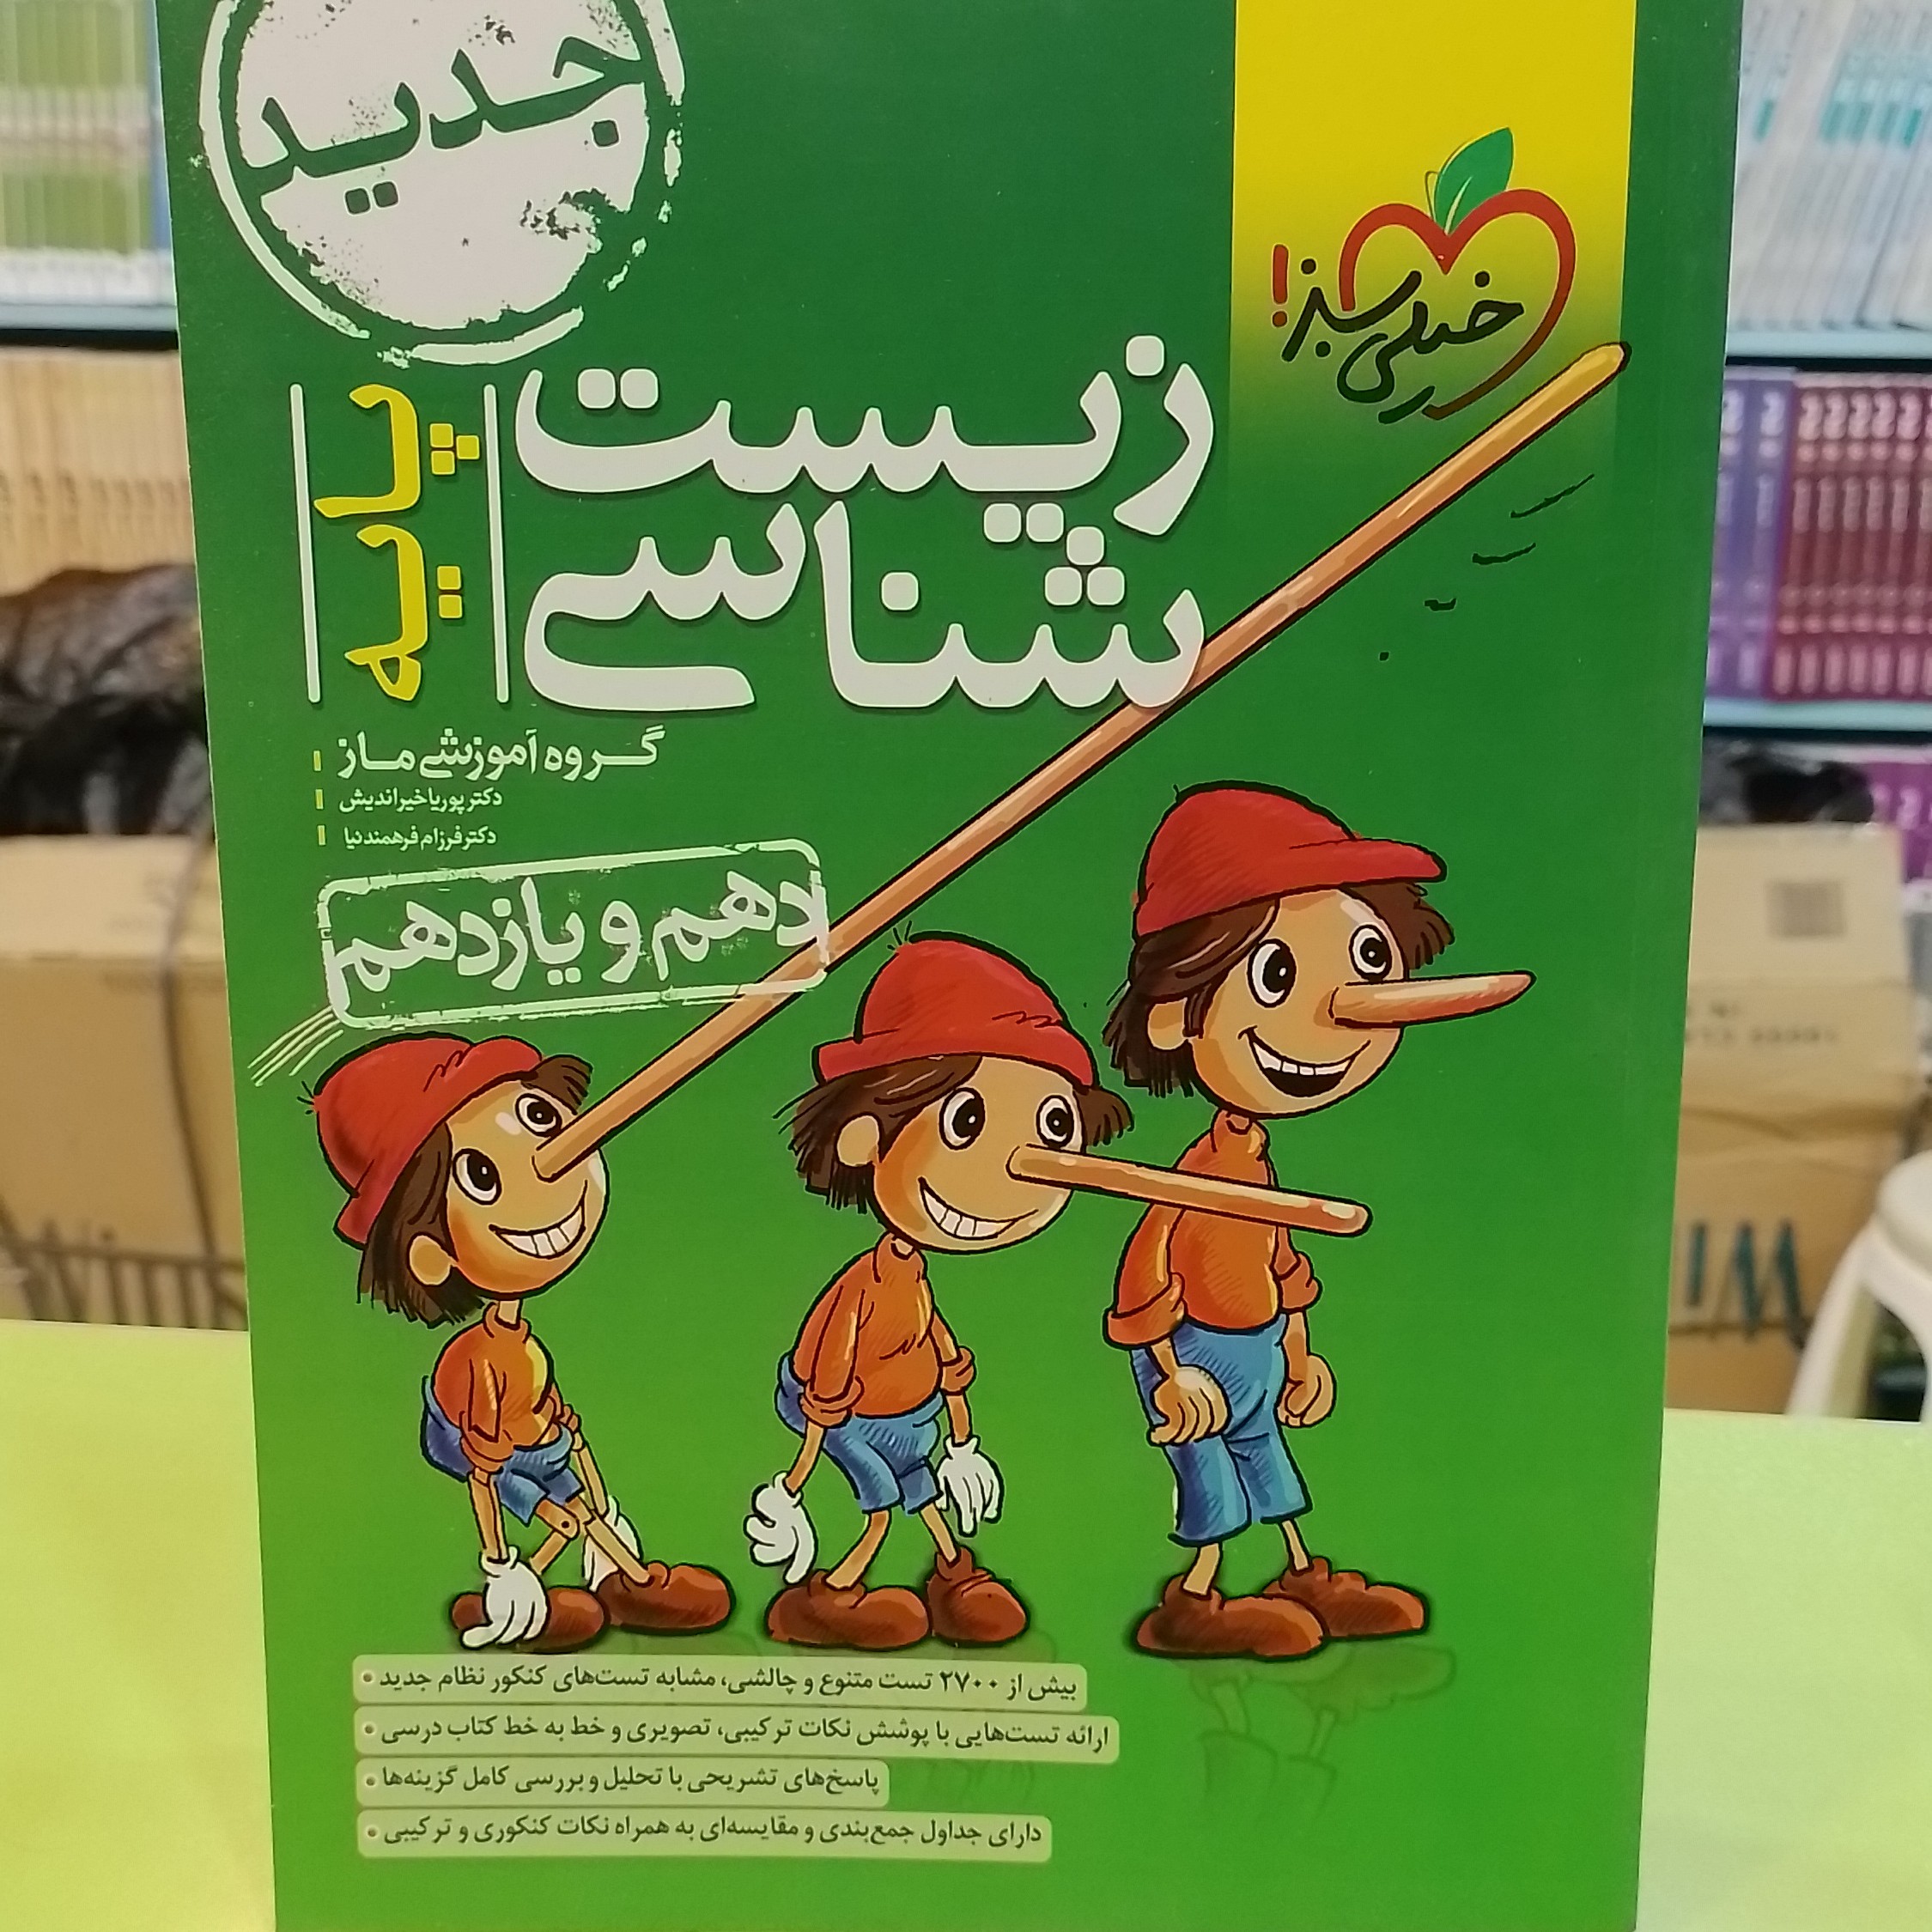 جدید
خیلی سبز!
زیست
شناسی
پایه
گروه آموزشی ماز
دکتر پوریا خیراندیش
دکتر فرزام فرهمندنیا
دهم و یازدهم
بیش از ۲۷۰۰ تست متنوع و چالشی، مشابه تست‌های کنکور نظام جدید
ارائه تست‌هایی با پوشش نکات ترکیبی، تصویری و خط به خط کتاب درسی
پاسخ‌های تشریحی با تحلیل و بررسی کامل گزینه‌ها
دارای جداول جمع‌بندی و مقایسه‌ای به همراه نکات کنکوری و ترکیبی